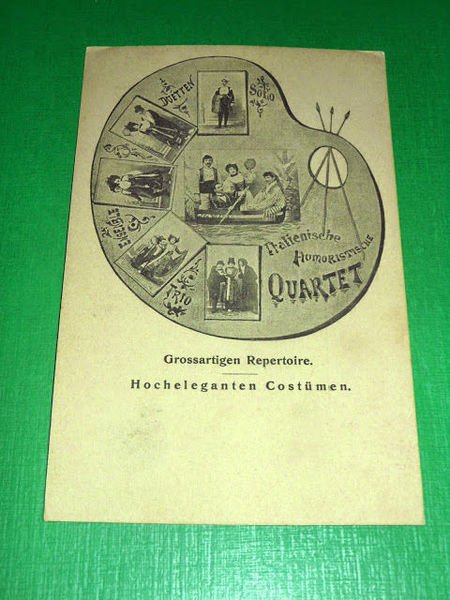 DUETTEN
SOLO
TRIO
Italienische
HUMORISTISCHE
QUARTET
Grossartigen Repertoire.
Hocheleganten Costümen.